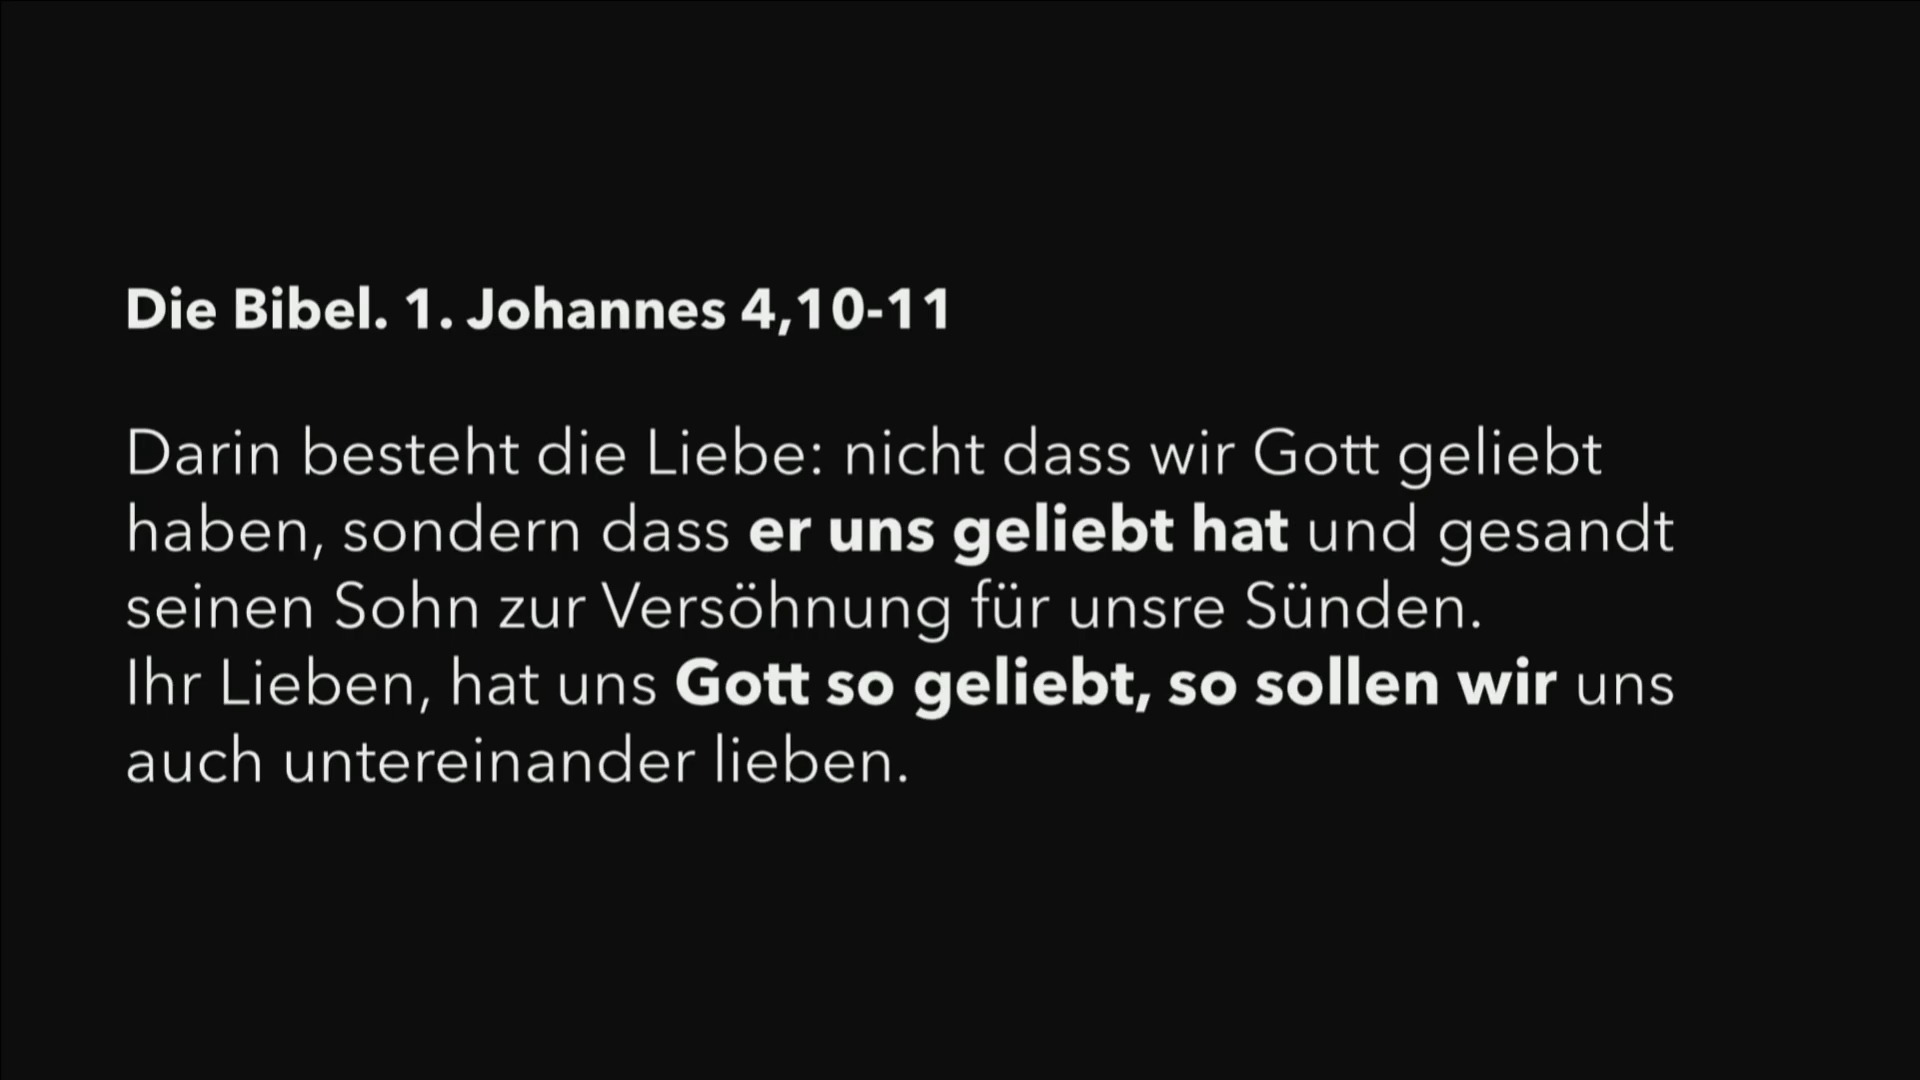 Die Bibel. 1. Johannes 4,10-11
Darin besteht die Liebe: nicht dass wir Gott geliebt
haben, sondern dass er uns geliebt hat und gesandt
seinen Sohn zur Versöhnung für unsre Sünden.
Ihr Lieben, hat uns Gott so geliebt, so sollen wir uns
auch untereinander lieben.